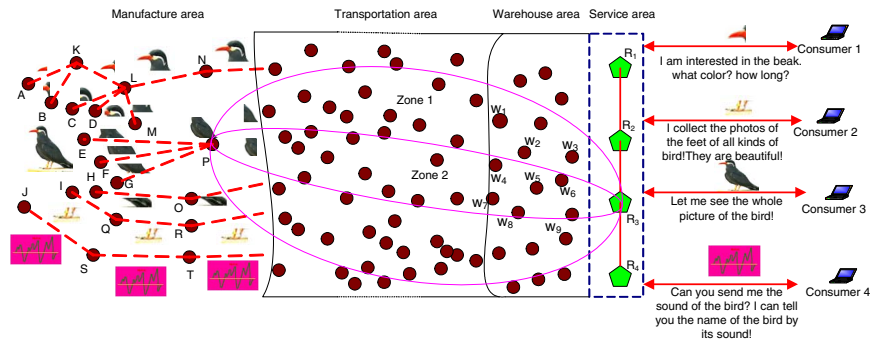 Manufacture area
Transportation area
Warehouse area
Service area
K
N
A
L
B
C
D
M
E
P
F
G
H
I
J
O
Q
R
S
T
Zone 1
Zone 2
W1
W2
W3
W4
W5
W6
W7
W8
W9
R1
R2
R3
R4
Consumer 1
I am interested in the beak.
what color? how long?
Consumer 2
I collect the photos of
the feet of all kinds of
bird!They are beautiful!
Consumer 3
Let me see the whole
picture of the bird!
Consumer 4
Can you send me the
sound of the bird? I can tell
you the name of the bird by
its sound!